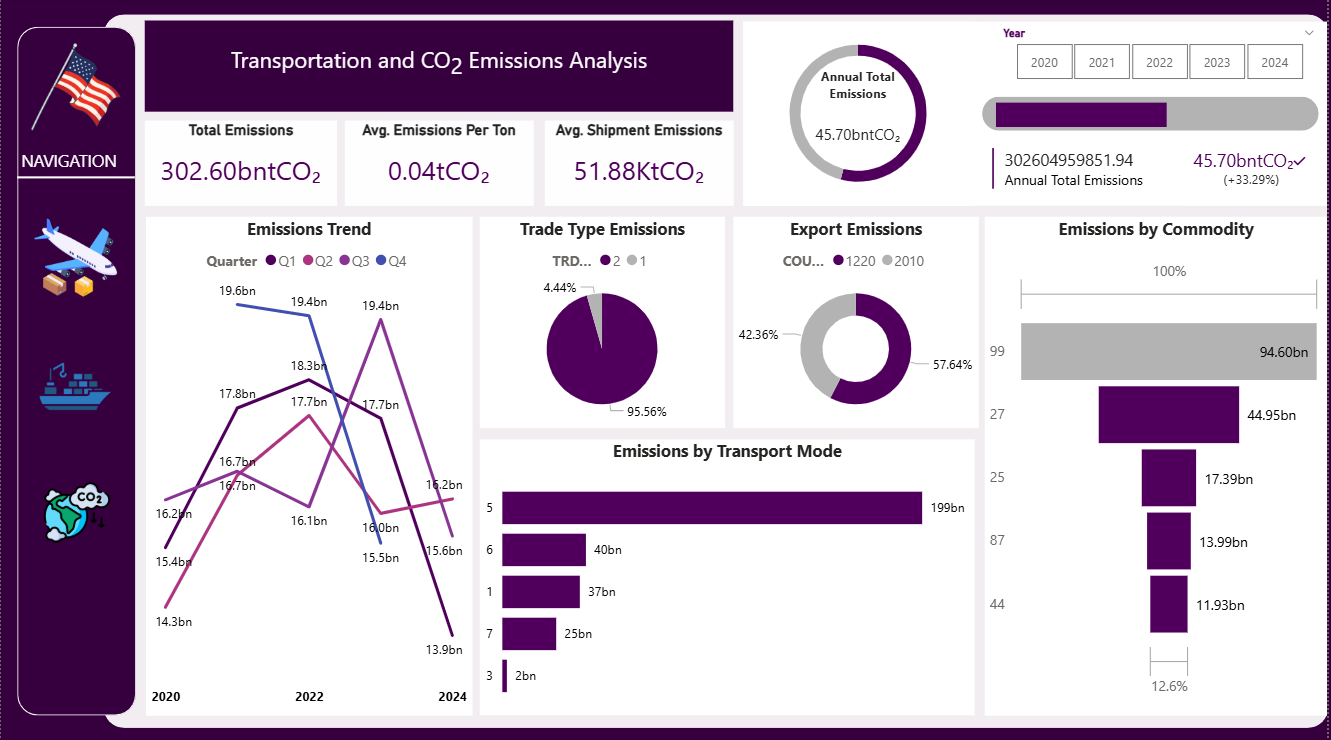 Transportation and CO₂ Emissions Analysis
NAVIGATION
CO₂
Total Emissions
302.60bntCO₂
Avg. Emissions Per Ton
0.04tCO₂
Avg. Shipment Emissions
51.88KtCO₂
Annual Total
Emissions
45.70bntCO₂
Year
2020 2021 2022 2023 2024
302604959851.94
Annual Total Emissions
45.70bntCO₂
(+33.29%)
Emissions Trend
Quarter Q1 Q2 Q3 Q4
19.6bn
19.4bn
19.4bn
18.3bn
17.8bn
17.7bn
17.7bn
16.7bn
16.7bn
16.2bn
16.2bn
16.1bn
16.0bn
15.4bn
15.5bn
15.6bn
14.3bn
13.9bn
2020 2022 2024
Trade Type Emissions
TRD... 2 1
4.44%
95.56%
Export Emissions
COU... 1220 2010
42.36%
57.64%
Emissions by Transport Mode
5 199bn
6 40bn
1 37bn
7 25bn
3 2bn
Emissions by Commodity
100%
99 94.60bn
27 44.95bn
25 17.39bn
87 13.99bn
44 11.93bn
12.6%